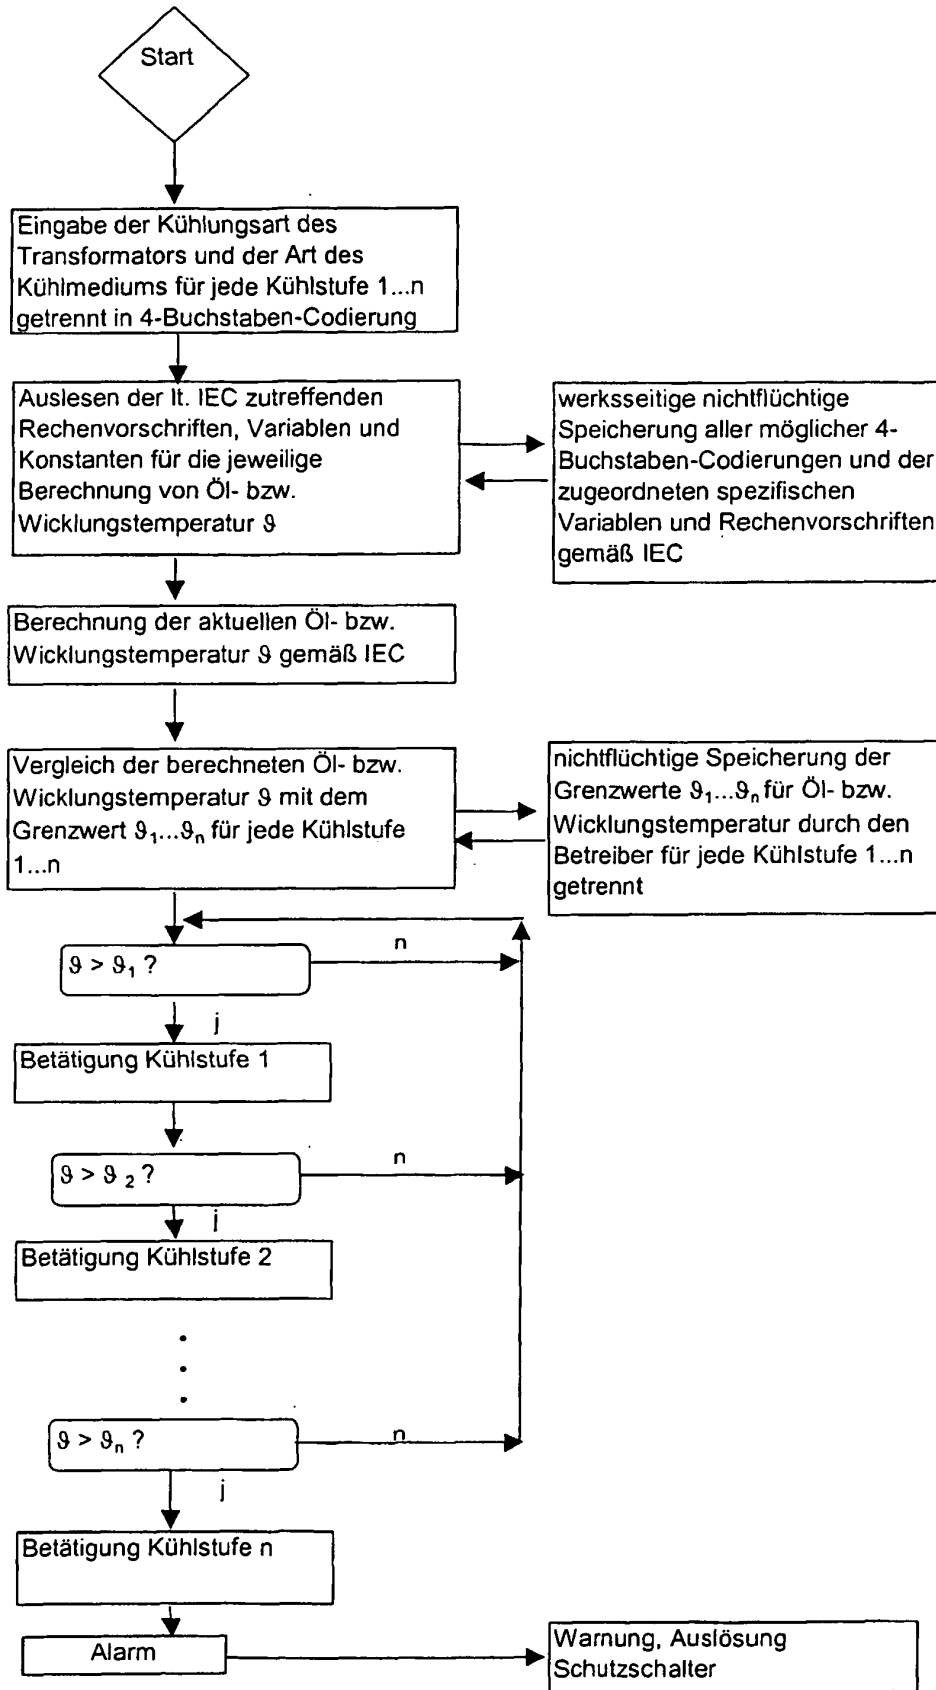 Start
Eingabe der Kühlungsart des
Transformators und der Art des
Kühlmediums für jede Kühlstufe 1...n
getrennt in 4-Buchstaben-Codierung
Auslesen der lt. IEC zutreffenden
Rechenvorschriften, Variablen und
Konstanten für die jeweilige
Berechnung von Öl- bzw.
Wicklungstemperatur ϑ
werksseitige nichtflüchtige
Speicherung aller möglicher 4-
Buchstaben-Codierungen und der
zugeordneten spezifischen
Variablen und Rechenvorschriften
gemäß IEC
Berechnung der aktuellen Öl- bzw.
Wicklungstemperatur ϑ gemäß IEC
Vergleich der berechneten Öl- bzw.
Wicklungstemperatur ϑ mit dem
Grenzwert ϑ₁...ϑₙ für jede Kühlstufe
1...n
nichtflüchtige Speicherung der
Grenzwerte ϑ₁...ϑₙ für Öl- bzw.
Wicklungstemperatur durch den
Betreiber für jede Kühlstufe 1...n
getrennt
ϑ > ϑ₁ ?
n
j
Betätigung Kühlstufe 1
ϑ > ϑ ₂ ?
n
j
Betätigung Kühlstufe 2
.
.
.
ϑ > ϑₙ ?
n
j
Betätigung Kühlstufe n
Alarm
Warnung, Auslösung
Schutzschalter